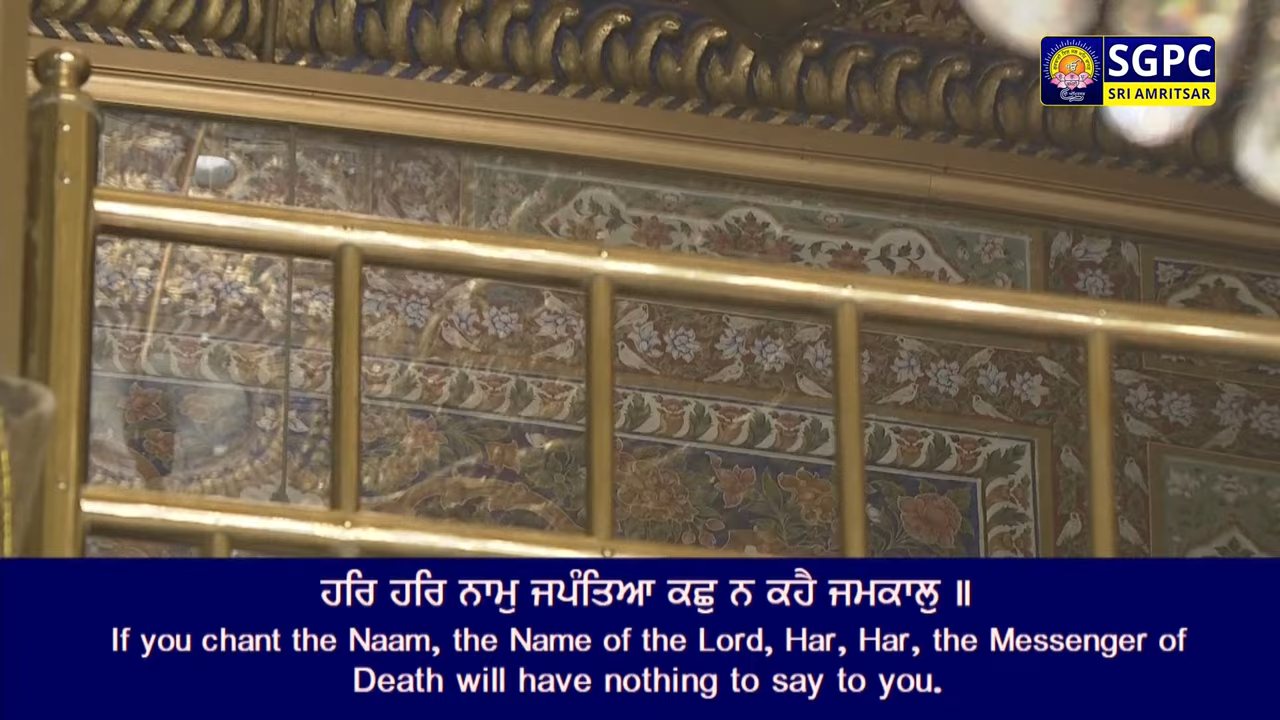 SGPC
SRI AMRITSAR
ਹਰਿ ਹਰਿ ਨਾਮੁ ਜਪੰਤਿਆ ਕਛੁ ਨ ਕਹੈ ਜਮਕਾਲੁ ॥
If you chant the Naam, the Name of the Lord, Har, Har, the Messenger of
Death will have nothing to say to you.